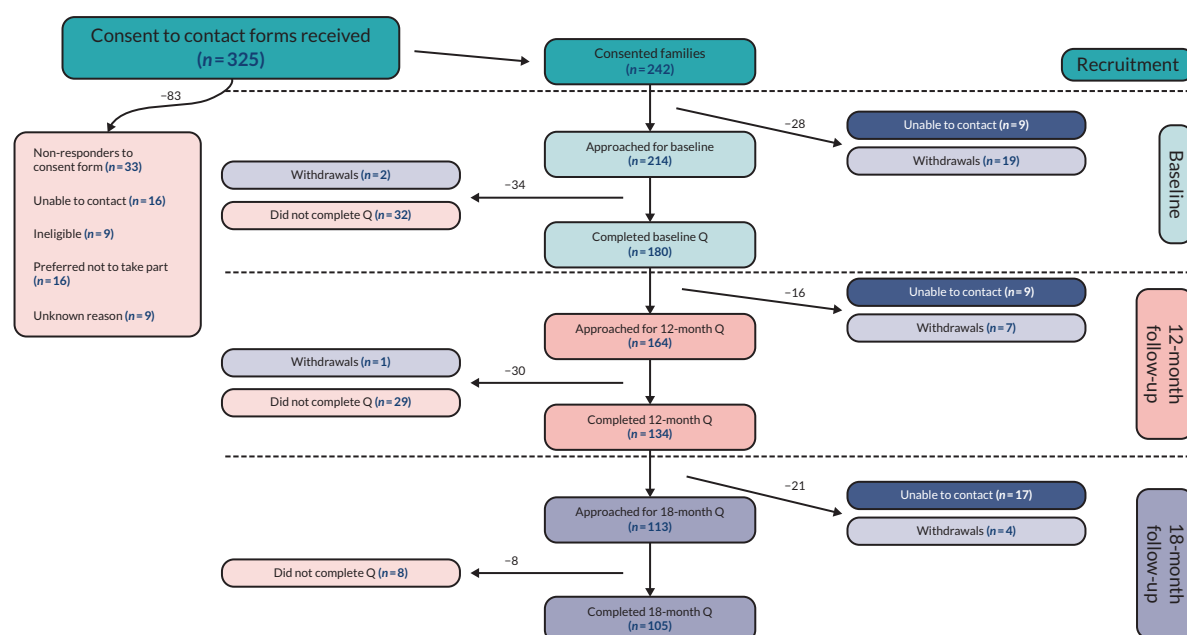 Consent to contact forms received
(n=325)
Consented families
(n=242)
Recruitment
−83
Non-responders to
consent form (n=33)
Unable to contact (n=16)
Ineligible (n=9)
Preferred not to take part
(n=16)
Unknown reason (n=9)
−28
Unable to contact (n=9)
Withdrawals (n=19)
Approached for baseline
(n=214)
Baseline
−34
Withdrawals (n=2)
Did not complete Q (n=32)
Completed baseline Q
(n=180)
−16
Unable to contact (n=9)
Withdrawals (n=7)
Approached for 12-month Q
(n=164)
12-month
follow-up
−30
Withdrawals (n=1)
Did not complete Q (n=29)
Completed 12-month Q
(n=134)
−21
Unable to contact (n=17)
Withdrawals (n=4)
Approached for 18-month Q
(n=113)
18-month
follow-up
−8
Did not complete Q (n=8)
Completed 18-month Q
(n=105)